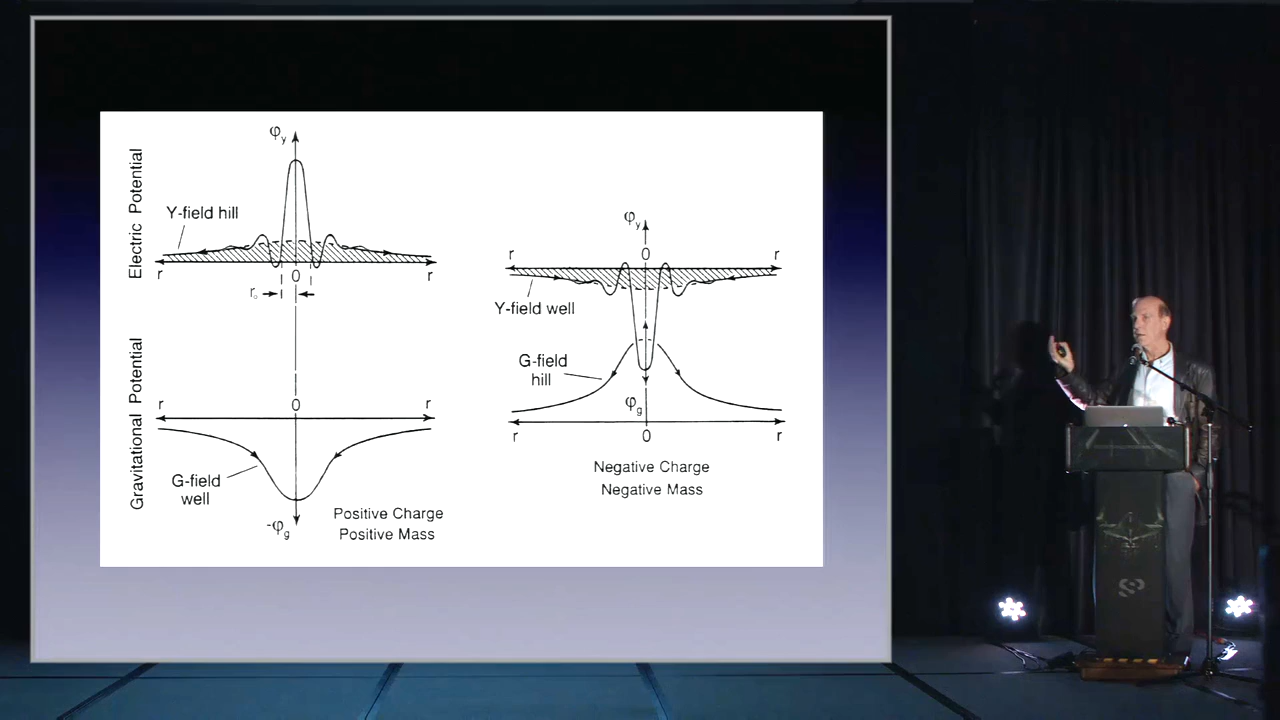 φy
Electric Potential
Y-field hill
r
0
r
r₀
Gravitational Potential
r
0
r
G-field
well
-φg
Positive Charge
Positive Mass
φy
r
0
r
Y-field well
G-field
hill
φg
r
0
r
Negative Charge
Negative Mass